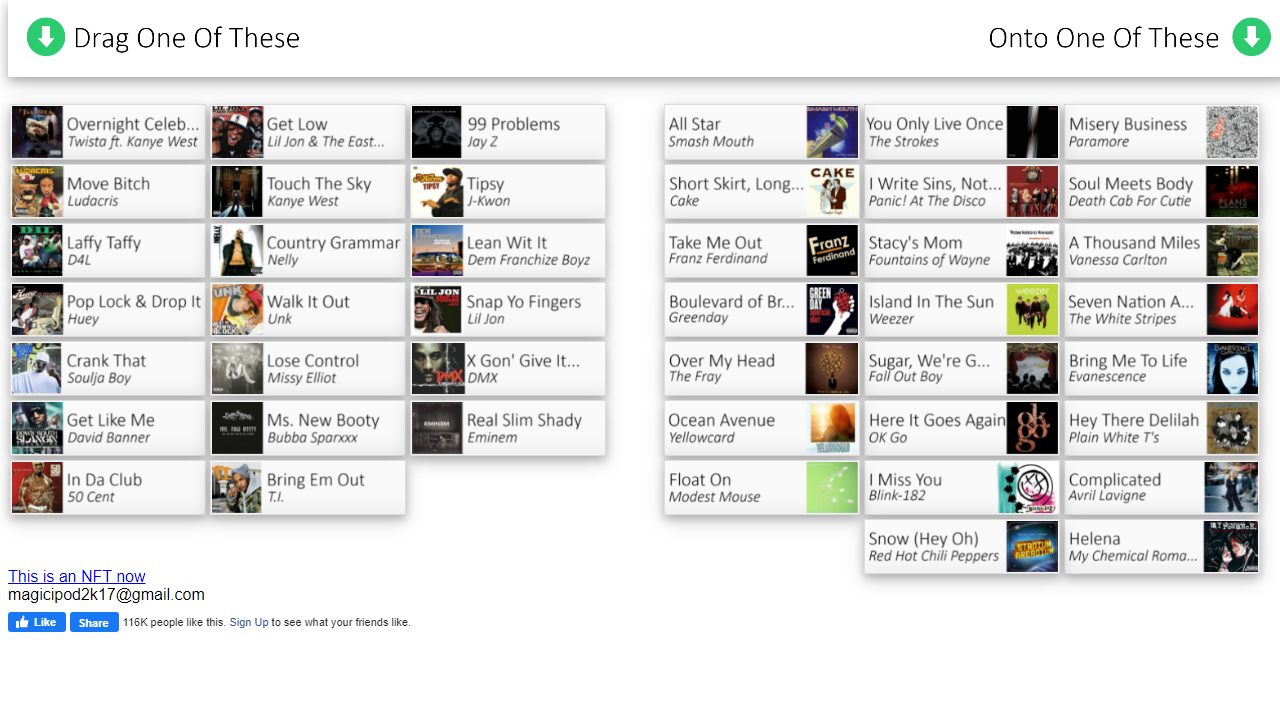 Drag One Of These
Onto One Of These
Overnight Celeb...
Twista ft. Kanye West
Get Low
Lil Jon & The East...
99 Problems
Jay Z
Move Bitch
Ludacris
Touch The Sky
Kanye West
Tipsy
J-Kwon
Laffy Taffy
D4L
Country Grammar
Nelly
Lean Wit It
Dem Franchize Boyz
Pop Lock & Drop It
Huey
Walk It Out
Unk
Snap Yo Fingers
Lil Jon
Crank That
Soulja Boy
Lose Control
Missy Elliot
X Gon' Give It...
DMX
Get Like Me
David Banner
Ms. New Booty
Bubba Sparxxx
Real Slim Shady
Eminem
In Da Club
50 Cent
Bring Em Out
T.I.
All Star
Smash Mouth
You Only Live Once
The Strokes
Misery Business
Paramore
Short Skirt, Long...
Cake
I Write Sins, Not...
Panic! At The Disco
Soul Meets Body
Death Cab For Cutie
Take Me Out
Franz Ferdinand
Stacy's Mom
Fountains of Wayne
A Thousand Miles
Vanessa Carlton
Boulevard of Br...
Greenday
Island In The Sun
Weezer
Seven Nation A...
The White Stripes
Over My Head
The Fray
Sugar, We're G...
Fall Out Boy
Bring Me To Life
Evanescence
Ocean Avenue
Yellowcard
Here It Goes Again
OK Go
Hey There Delilah
Plain White T's
Float On
Modest Mouse
I Miss You
Blink-182
Complicated
Avril Lavigne
Snow (Hey Oh)
Red Hot Chili Peppers
Helena
My Chemical Roma...
This is an NFT now
magicipod2k17@gmail.com
Like Share 116K people like this. Sign Up to see what your friends like.